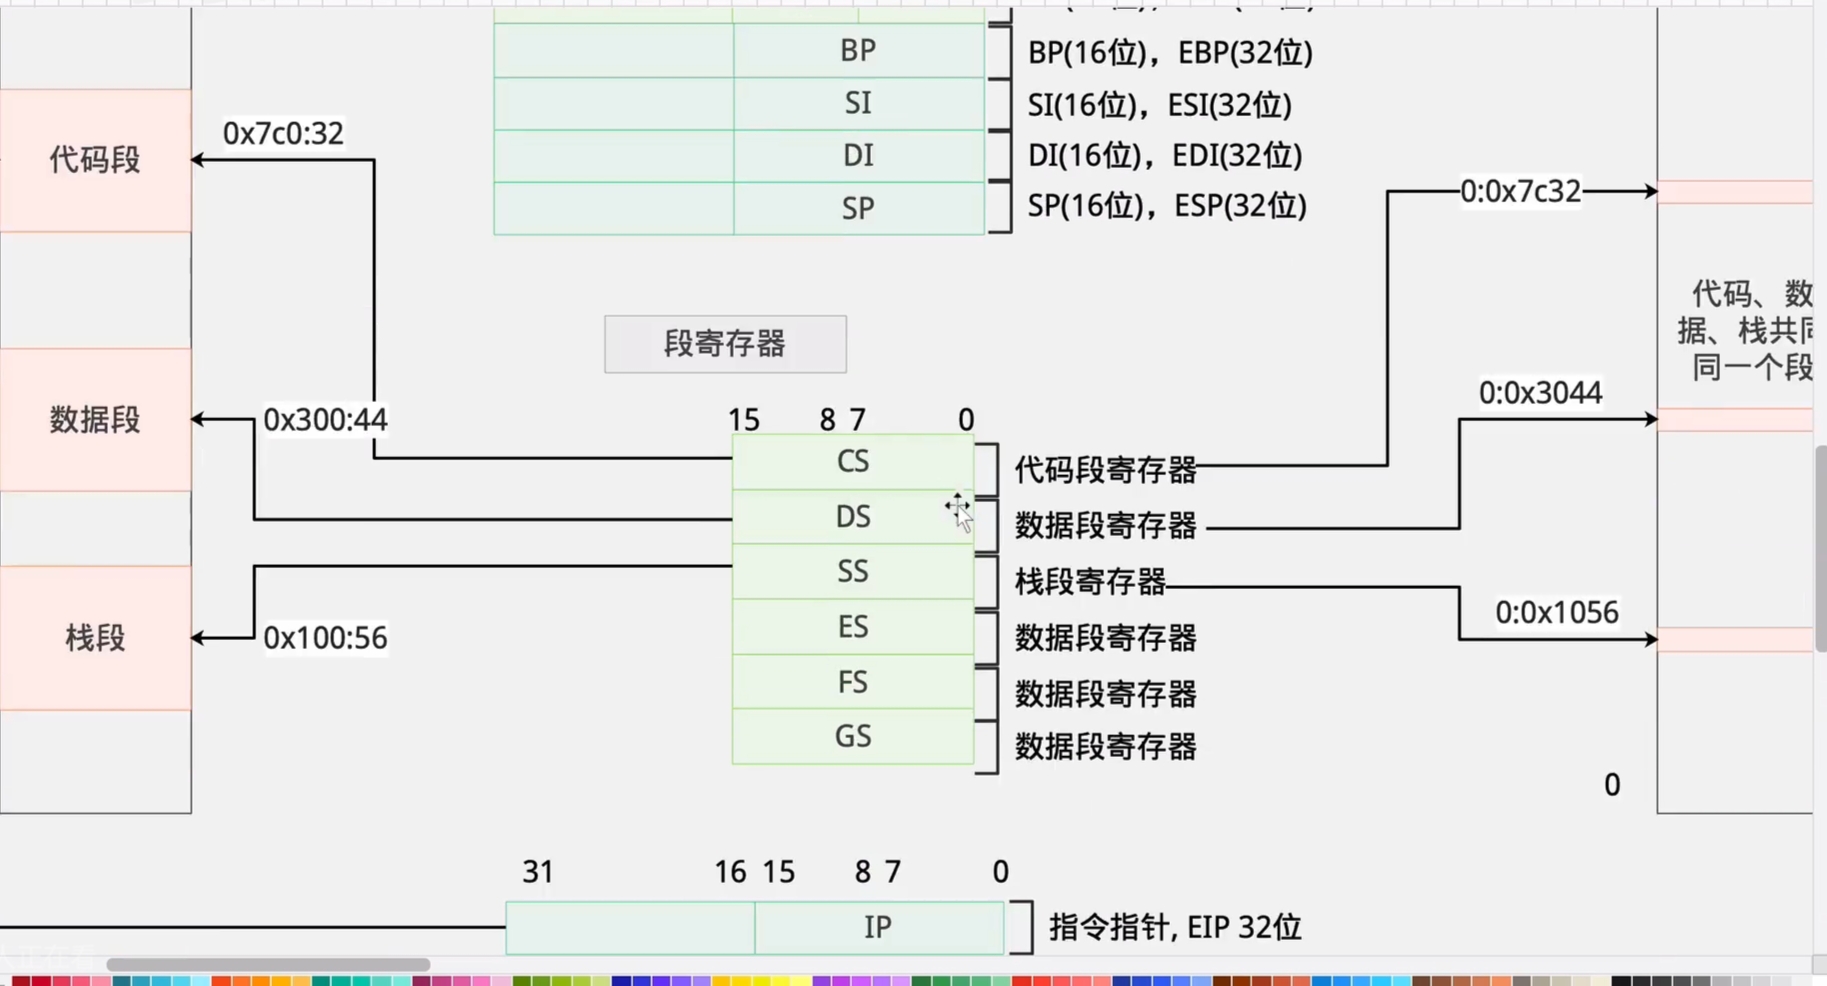 BP
BP(16位)，EBP(32位)
SI
SI(16位)，ESI(32位)
DI
DI(16位)，EDI(32位)
SP
SP(16位)，ESP(32位)
0x7c0:32
代码段
0:0x7c32
代码、数
据、栈共同
同一个段
段寄存器
数据段
0x300:44
15 8 7 0
0:0x3044
CS
代码段寄存器
DS
数据段寄存器
SS
栈段寄存器
栈段
0x100:56
0:0x1056
ES
数据段寄存器
FS
数据段寄存器
GS
数据段寄存器
0
31 16 15 8 7 0
IP
指令指针, EIP 32位